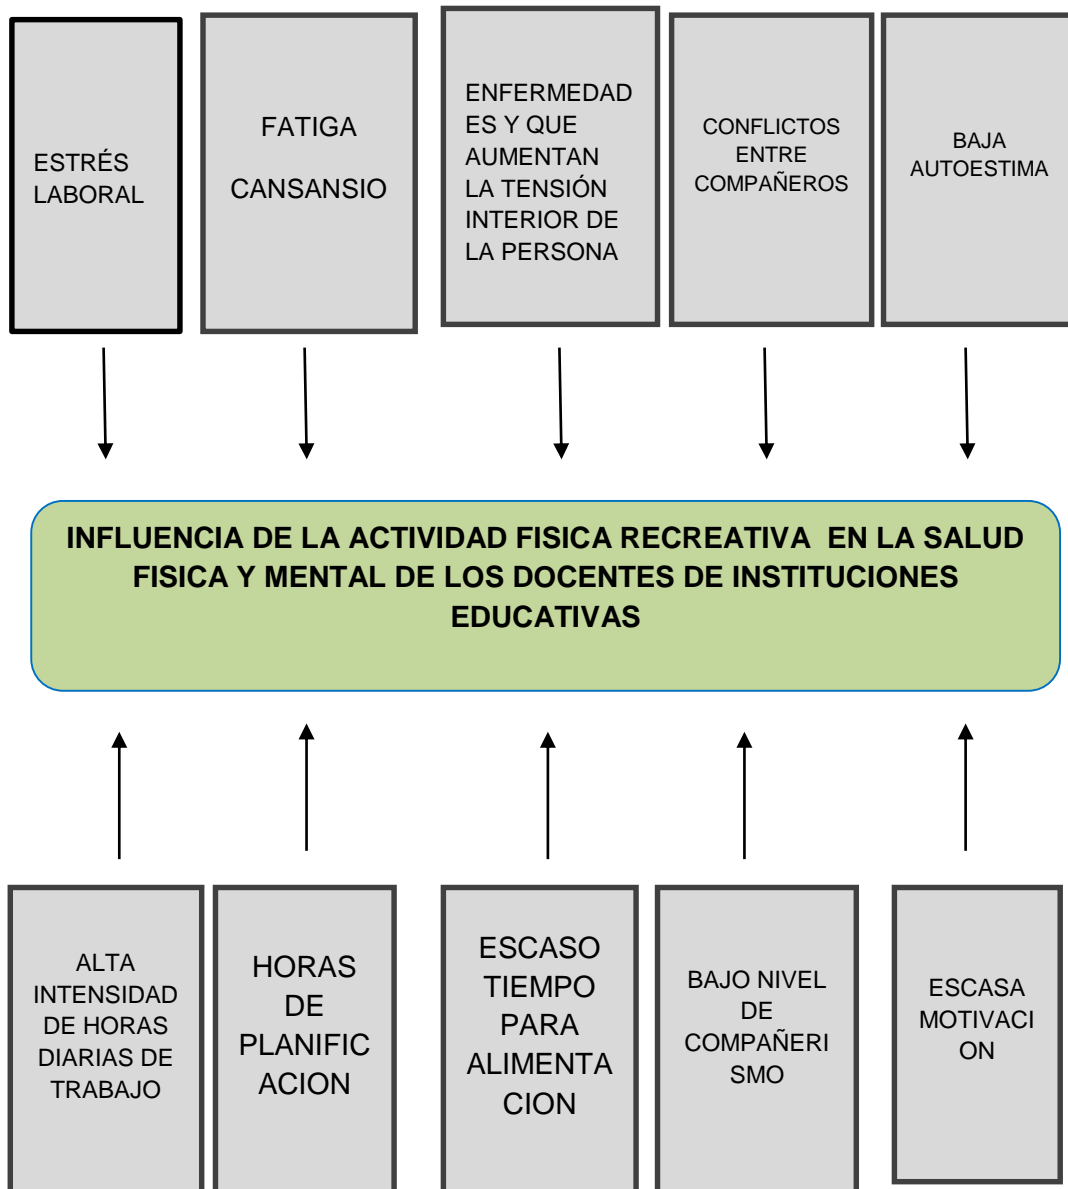 ESTRÉS
LABORAL
FATIGA
CANSANSIO
ENFERMEDAD
ES Y QUE
AUMENTAN
LA TENSIÓN
INTERIOR DE
LA PERSONA
CONFLICTOS
ENTRE
COMPAÑEROS
BAJA
AUTOESTIMA
INFLUENCIA DE LA ACTIVIDAD FISICA RECREATIVA  EN LA SALUD
FISICA Y MENTAL DE LOS DOCENTES DE INSTITUCIONES
EDUCATIVAS
ALTA
INTENSIDAD
DE HORAS
DIARIAS DE
TRABAJO
HORAS
DE
PLANIFIC
ACION
ESCASO
TIEMPO
PARA
ALIMENTA
CION
BAJO NIVEL
DE
COMPAÑERI
SMO
ESCASA
MOTIVACI
ON